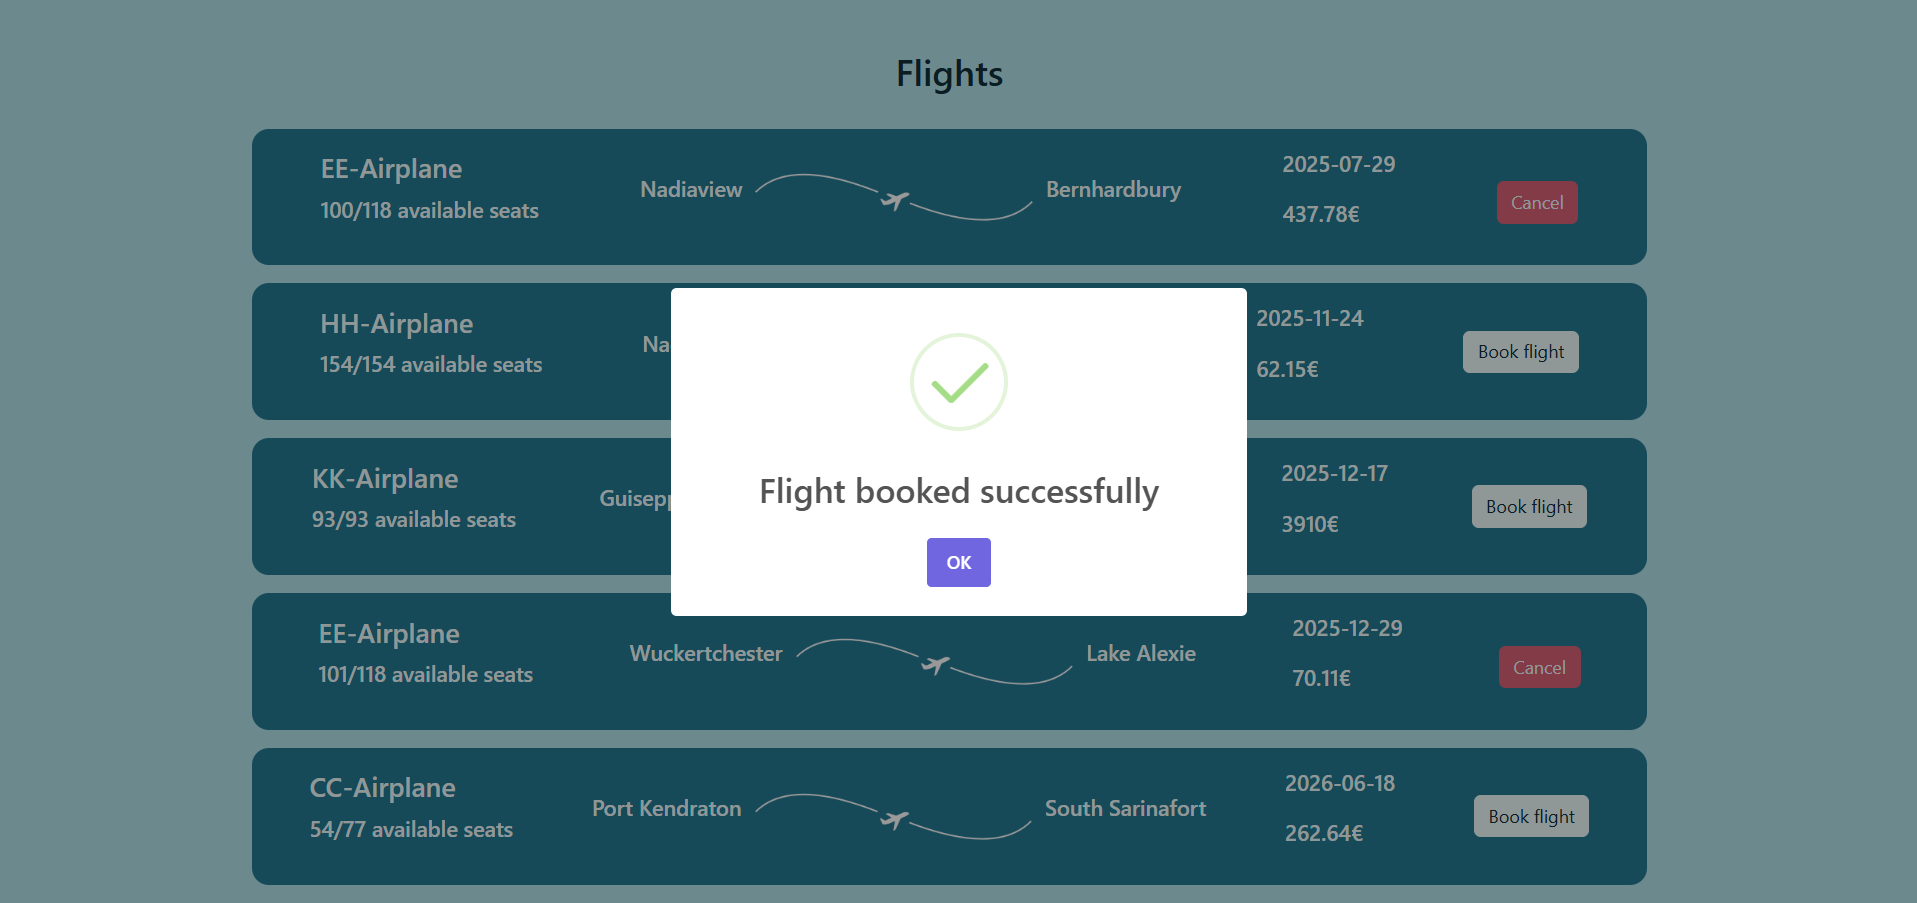 Flights
EE-Airplane
100/118 available seats
Nadiaview
Bernhardbury
2025-07-29
437.78€
Cancel
HH-Airplane
154/154 available seats
2025-11-24
62.15€
Book flight
Flight booked successfully
OK
KK-Airplane
93/93 available seats
2025-12-17
3910€
Book flight
EE-Airplane
101/118 available seats
Wuckertchester
Lake Alexie
2025-12-29
70.11€
Cancel
CC-Airplane
54/77 available seats
Port Kendraton
South Sarinafort
2026-06-18
262.64€
Book flight